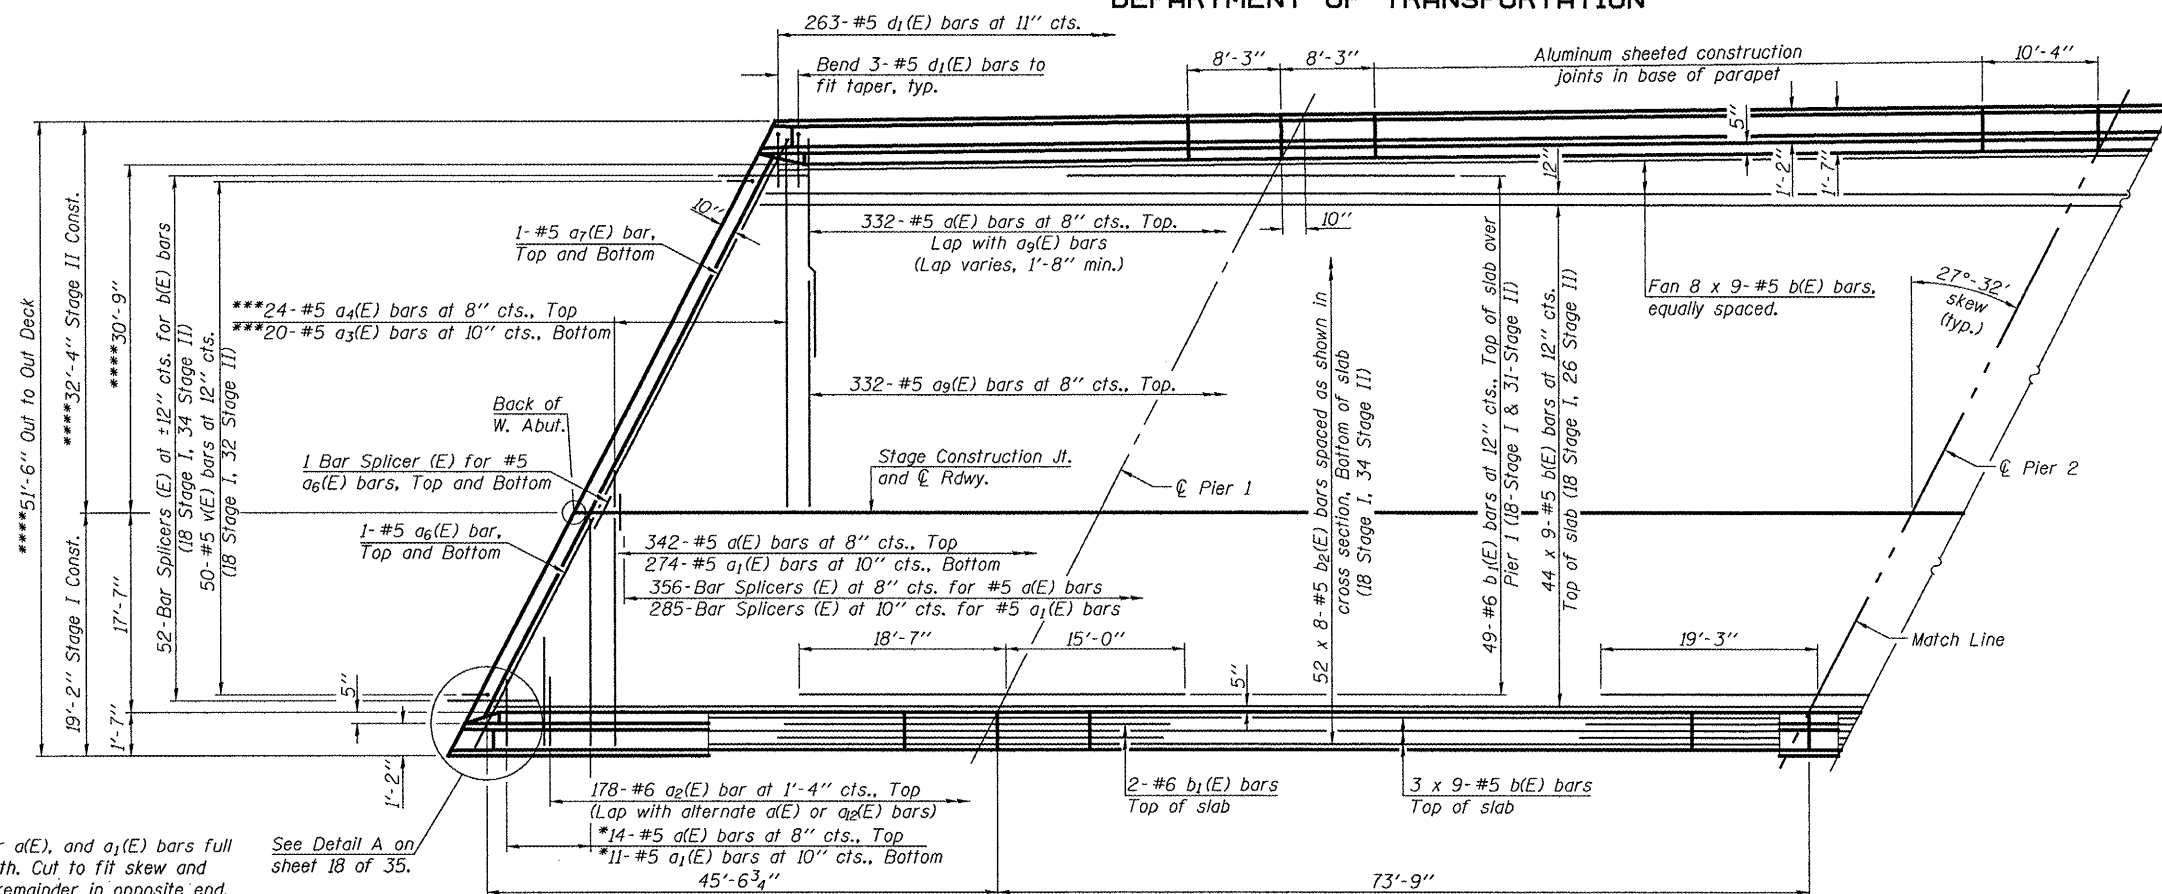 DEPARTMENT OF TRANSPORTATION
263-#5 d1(E) bars at 11" cts.
Bend 3-#5 d1(E) bars to
fit taper, typ.
8'-3"
8'-3"
Aluminum sheeted construction
joints in base of parapet
10'-4"
5"
12"
1'-2"
1'-7"
****51'-6" Out to Out Deck
****32'-4" Stage II Const.
****30'-9"
52-Bar Splicers (E) at ±12" cts. for b(E) bars
(18 Stage I, 34 Stage II)
50-#5 v(E) bars at 12" cts.
(18 Stage I, 32 Stage II)
10"
1-#5 a7(E) bar,
Top and Bottom
332-#5 a(E) bars at 8" cts., Top.
Lap with a9(E) bars
(Lap varies, 1'-8" min.)
10"
***24-#5 a4(E) bars at 8" cts., Top
***20-#5 a3(E) bars at 10" cts., Bottom
Fan 8 x 9-#5 b(E) bars,
equally spaced.
27°-32'
skew
(typ.)
332-#5 a9(E) bars at 8" cts., Top.
Back of
W. Abut.
1 Bar Splicer (E) for #5
a6(E) bars, Top and Bottom
Stage Construction Jt.
and ℄ Rdwy.
℄ Pier 1
℄ Pier 2
52 x 8-#5 b2(E) bars spaced as shown in
cross section, Bottom of slab
(18 Stage I, 34 Stage II)
49-#6 b1(E) bars at 12" cts., Top of slab over
Pier 1 (18-Stage I & 31-Stage II)
44 x 9-#5 b(E) bars at 12" cts.
Top of slab (18 Stage I, 26 Stage II)
1-#5 a6(E) bar,
Top and Bottom
342-#5 a(E) bars at 8" cts., Top
274-#5 a1(E) bars at 10" cts., Bottom
356-Bar Splicers (E) at 8" cts. for #5 a(E) bars
285-Bar Splicers (E) at 10" cts. for #5 a1(E) bars
19'-2" Stage I Const.
17'-7"
1'-7"
5"
1'-2"
18'-7"
15'-0"
5"
19'-3"
Match Line
178-#6 a2(E) bar at 1'-4" cts., Top
(Lap with alternate a(E) or a12(E) bars)
*14-#5 a(E) bars at 8" cts., Top
*11-#5 a1(E) bars at 10" cts., Bottom
2-#6 b1(E) bars
Top of slab
3 x 9-#5 b(E) bars
Top of slab
a(E), and a1(E) bars full
Cut to fit skew and
remainder in opposite end.
See Detail A on
sheet 18 of 35.
45'-6¾"
73'-9"